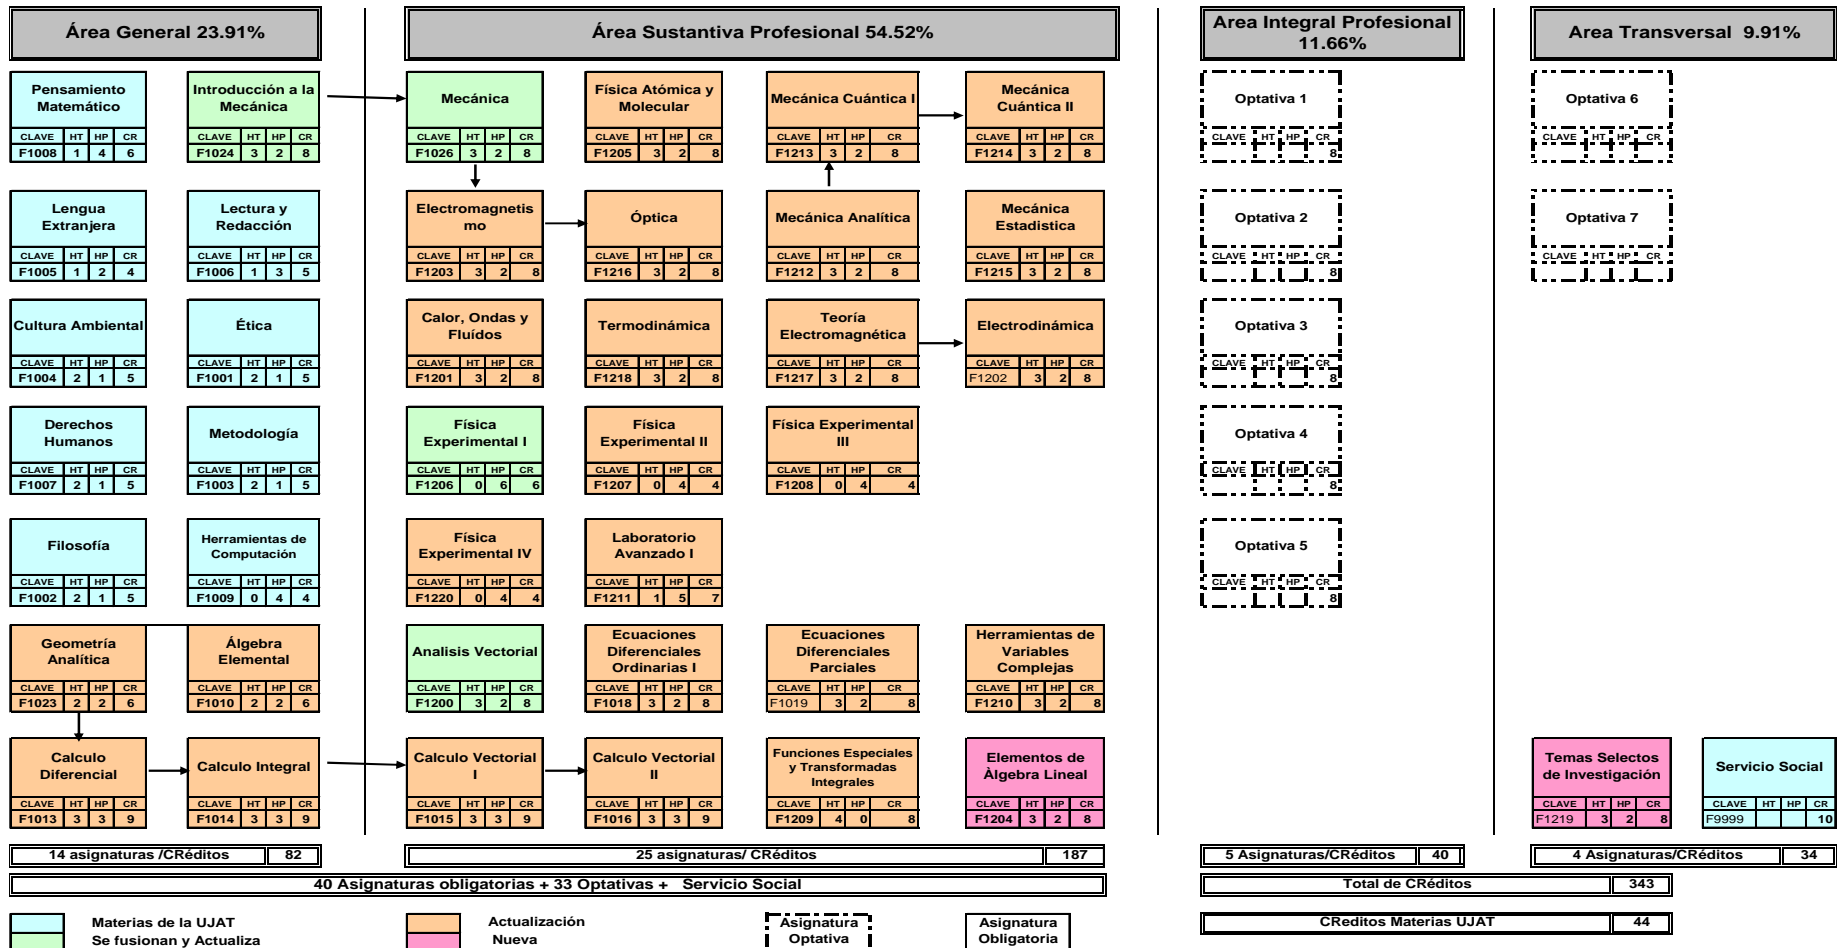 Área General 23.91%
Área Sustantiva Profesional 54.52%
Area Integral Profesional
11.66%
Area Transversal 9.91%
Pensamiento
Matemático
CLAVE HT HP CR
F1008 1 4 6
Introducción a la
Mecánica
CLAVE HT HP CR
F1024 3 2 8
Mecánica
CLAVE HT HP CR
F1026 3 2 8
Física Atómica y
Molecular
CLAVE HT HP CR
F1205 3 2 8
Mecánica Cuántica I
CLAVE HT HP CR
F1213 3 2 8
Mecánica
Cuántica II
CLAVE HT HP CR
F1214 3 2 8
Optativa 1
CLAVE HT HP CR
8
Optativa 6
CLAVE HT HP CR
Lengua
Extranjera
CLAVE HT HP CR
F1005 1 2 4
Lectura y
Redacción
CLAVE HT HP CR
F1006 1 3 5
Electromagnetis
mo
CLAVE HT HP CR
F1203 3 2 8
Óptica
CLAVE HT HP CR
F1216 3 2 8
Mecánica Analítica
CLAVE HT HP CR
F1212 3 2 8
Mecánica
Estadistica
CLAVE HT HP CR
F1215 3 2 8
Optativa 2
CLAVE HT HP CR
8
Optativa 7
CLAVE HT HP CR
Cultura Ambiental
CLAVE HT HP CR
F1004 2 1 5
Ética
CLAVE HT HP CR
F1001 2 1 5
Calor, Ondas y
Fluídos
CLAVE HT HP CR
F1201 3 2 8
Termodinámica
CLAVE HT HP CR
F1218 3 2 8
Teoría
Electromagnética
CLAVE HT HP CR
F1217 3 2 8
Electrodinámica
CLAVE HT HP CR
F1202 3 2 8
Optativa 3
CLAVE HT HP CR
8
Derechos
Humanos
CLAVE HT HP CR
F1007 2 1 5
Metodología
CLAVE HT HP CR
F1003 2 1 5
Física
Experimental I
CLAVE HT HP CR
F1206 0 6 6
Física
Experimental II
CLAVE HT HP CR
F1207 0 4 4
Física Experimental
III
CLAVE HT HP CR
F1208 0 4 4
Optativa 4
CLAVE HT HP CR
8
Filosofía
CLAVE HT HP CR
F1002 2 1 5
Herramientas de
Computación
CLAVE HT HP CR
F1009 0 4 4
Física
Experimental IV
CLAVE HT HP CR
F1220 0 4 4
Laboratorio
Avanzado I
CLAVE HT HP CR
F1211 1 5 7
Optativa 5
CLAVE HT HP CR
8
Geometría
Analítica
CLAVE HT HP CR
F1023 2 2 6
Álgebra
Elemental
CLAVE HT HP CR
F1010 2 2 6
Analisis Vectorial
CLAVE HT HP CR
F1200 3 2 8
Ecuaciones
Diferenciales
Ordinarias I
CLAVE HT HP CR
F1018 3 2 8
Ecuaciones
Diferenciales
Parciales
CLAVE HT HP CR
F1019 3 2 8
Herramientas de
Variables
Complejas
CLAVE HT HP CR
F1210 3 2 8
Calculo
Diferencial
CLAVE HT HP CR
F1013 3 3 9
Calculo Integral
CLAVE HT HP CR
F1014 3 3 9
Calculo Vectorial
I
CLAVE HT HP CR
F1015 3 3 9
Calculo Vectorial
II
CLAVE HT HP CR
F1016 3 3 9
Funciones Especiales
y Transformadas
Integrales
CLAVE HT HP CR
F1209 4 0 8
Elementos de
Àlgebra Lineal
CLAVE HT HP CR
F1204 3 2 8
Temas Selectos
de Investigación
CLAVE HT HP CR
F1219 3 2 8
Servicio Social
CLAVE HT HP CR
F9999 10
14 asignaturas /CRéditos 82
25 asignaturas/ CRéditos 187
5 Asignaturas/CRéditos 40
4 Asignaturas/CRéditos 34
40 Asignaturas obligatorias + 33 Optativas + Servicio Social
Total de CRéditos 343
Materias de la UJAT
Actualización
Asignatura
Optativa
Asignatura
Obligatoria
CReditos Materias UJAT 44
Se fusionan y Actualiza
Nueva